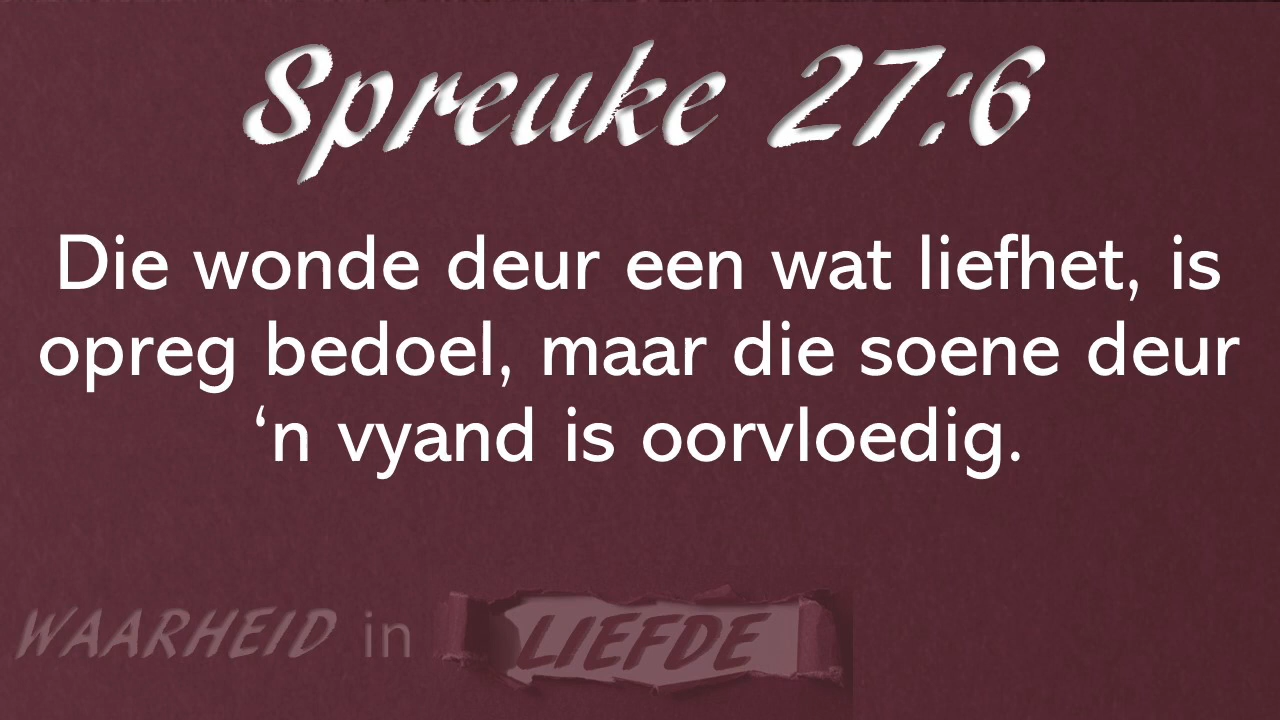 Spreuke 27:6
Die wonde deur een wat liefhet, is
opreg bedoel, maar die soene deur
‘n vyand is oorvloedig.
WAARHEID in LIEFDE